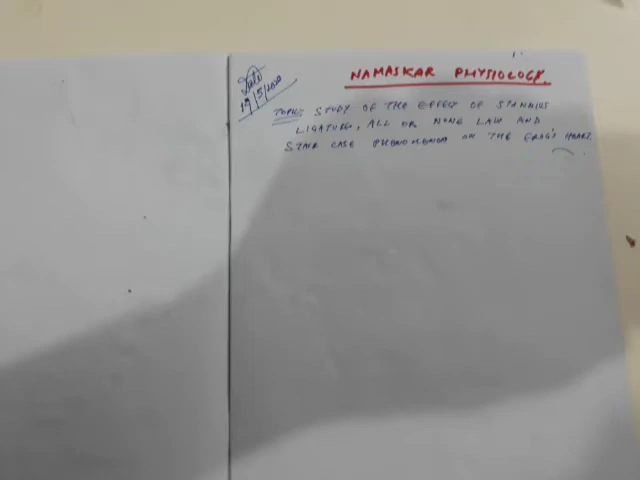 Date
19/5/2020
NAMASKAR PHYSIOLOGY.
TOPIC: STUDY OF THE EFFECT OF STANNIUS
LIGATURE, ALL OR NONE LAW AND
STAIR CASE PHENOMENON ON THE FROG'S HEART.